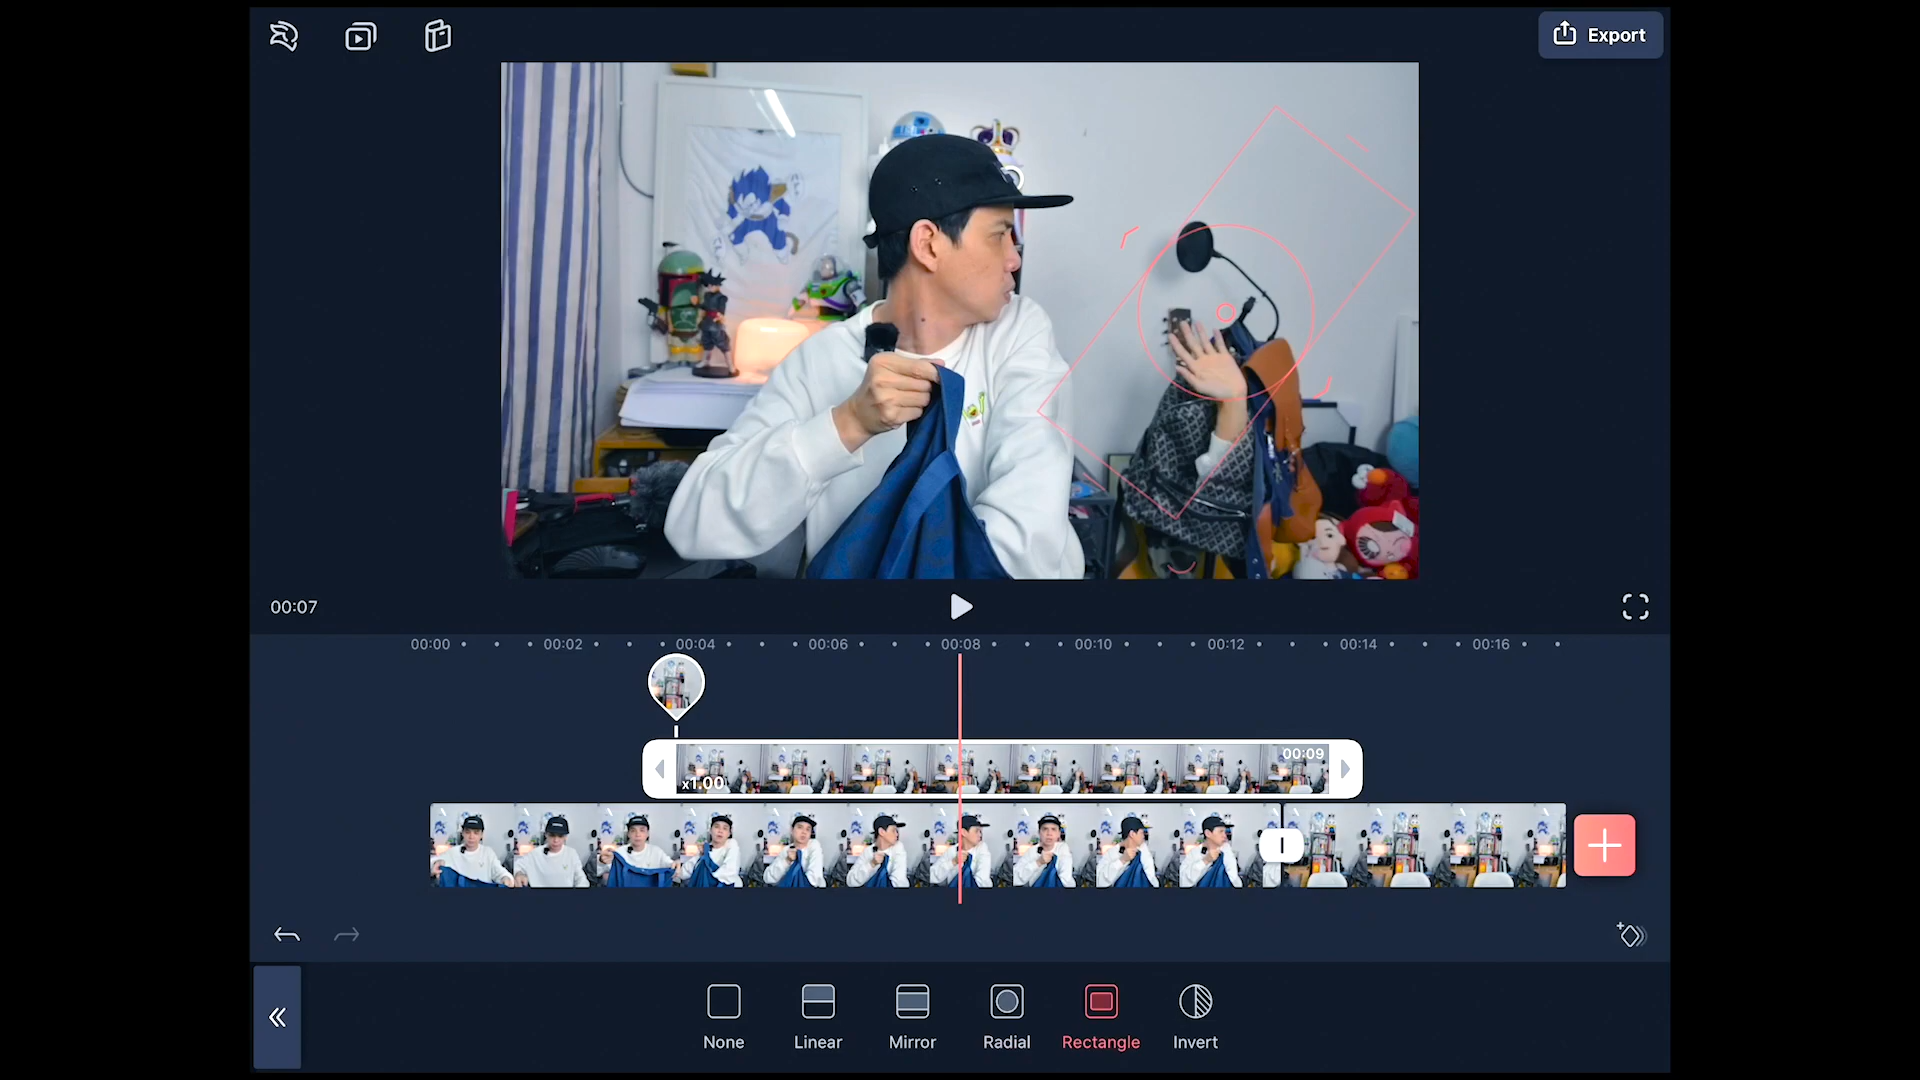 Export
00:07
00:00 00:02 00:04 00:06 00:08 00:10 00:12 00:14 00:16
00:09
x1.00
None Linear Mirror Radial Rectangle Invert